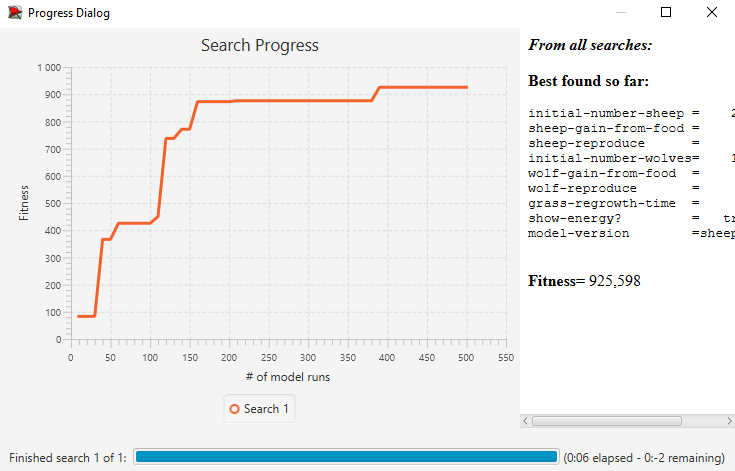 Progress Dialog
Search Progress
1 000
900
800
700
600
500
400
300
200
100
0
Fitness
0 50 100 150 200 250 300 350 400 450 500 550
# of model runs
Search 1
From all searches:
Best found so far:
initial-number-sheep = 2
sheep-gain-from-food =
sheep-reproduce =
initial-number-wolves= 1
wolf-gain-from-food =
wolf-reproduce =
grass-regrowth-time =
show-energy? = tr
model-version =sheep
Fitness= 925,598
Finished search 1 of 1: (0:06 elapsed - 0:-2 remaining)